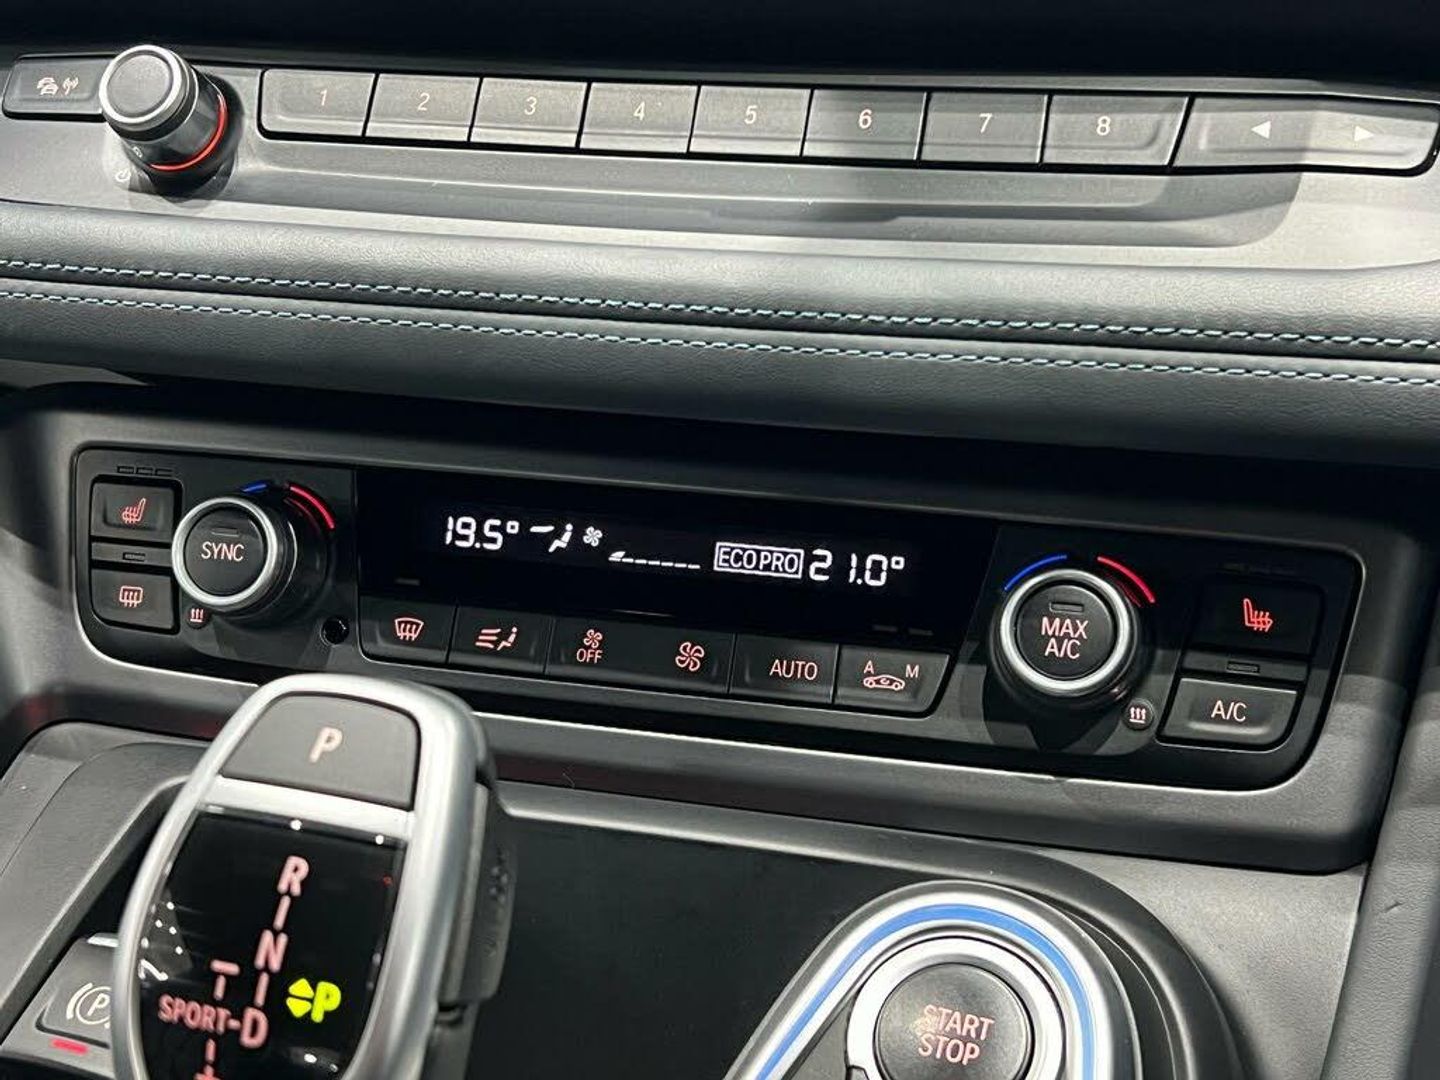 1 2 3 4 5 6 7 8
19.5° ECO PRO 21.0°
SYNC
MAX
A/C
OFF AUTO A M
A/C
P
R
N
P
SPORT-D
P
START
STOP